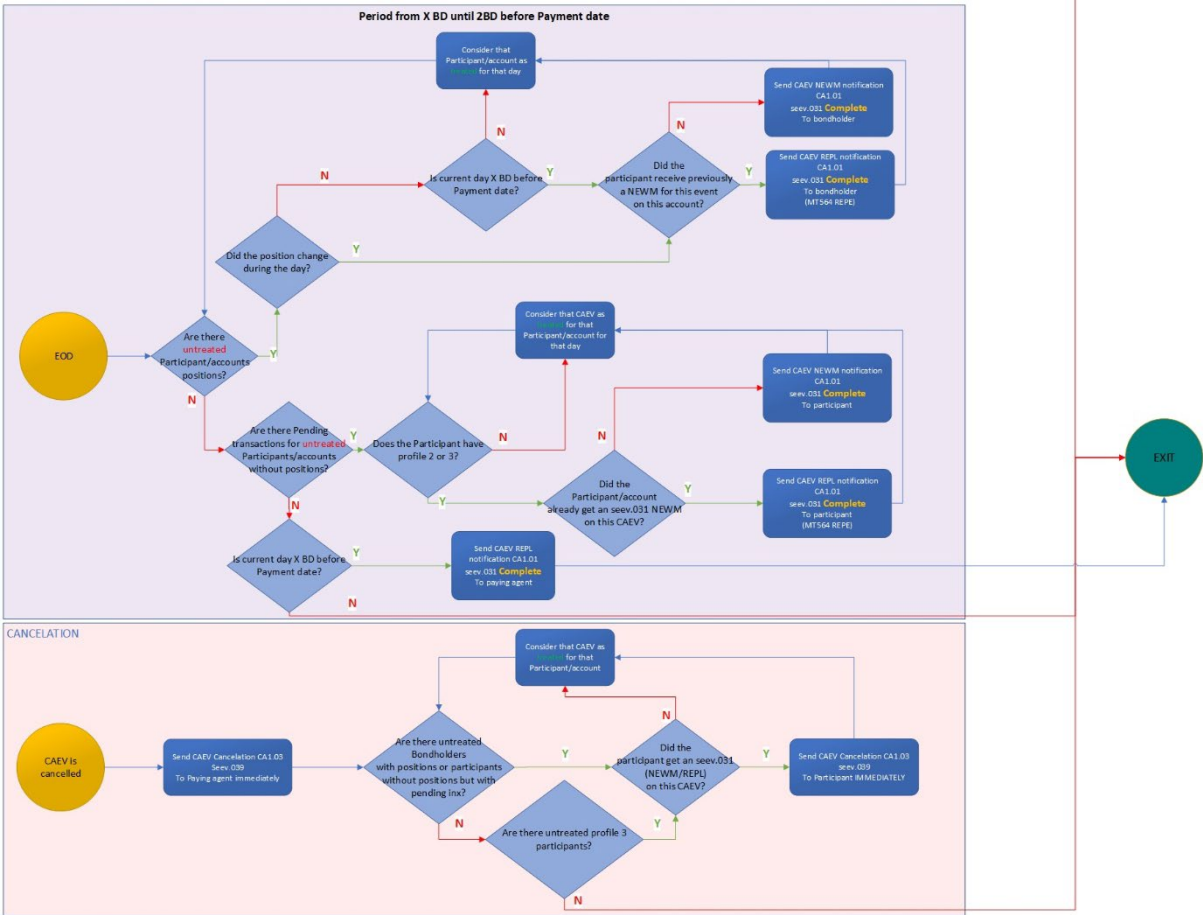 Period from X BD until 2BD before Payment date
Consider that
Participant/account as
treated for that day
Send CAEV NEWM notification
CA1.01
seev.031 Complete
To bondholder
N
N
N
Is current day X BD before
Payment date?
Y
Did the
participant receive previously
a NEWM for this event
on this account?
Y
Send CAEV REPL notification
CA1.01
seev.031 Complete
To bondholder
(MT564 REPE)
Did the position change
during the day?
Y
EOD
Are there
untreated
Participant/accounts
positions?
Y
N
Consider that CAEV as
treated for that
Participant/account for
that day
Send CAEV NEWM notification
CA1.01
seev.031 Complete
To participant
Are there Pending
transactions for untreated
Participants/accounts
without positions?
Y
Does the Participant have
profile 2 or 3?
N
N
Y
Did the
Participant/account
already get an seev.031 NEWM
on this CAEV?
Y
Send CAEV REPL notification
CA1.01
seev.031 Complete
To participant
(MT564 REPE)
EXIT
N
Is current day X BD before
Payment date?
Y
Send CAEV REPL
notification CA1.01
seev.031 Complete
To paying agent
N
CANCELATION
Consider that CAEV as
treated for that
Participant/account
CAEV is
cancelled
Send CAEV Cancelation CA1.03
Seev.039
To Paying agent immediately
Are there untreated
Bondholders
with positions or participants
without positions but with
pending inx?
Y
N
Did the
participant get an seev.031
(NEWM/REPL)
on this CAEV?
Y
Send CAEV Cancelation CA1.03
seev.039
To Participant IMMEDIATELY
N
Are there untreated profile 3
participants?
Y
N